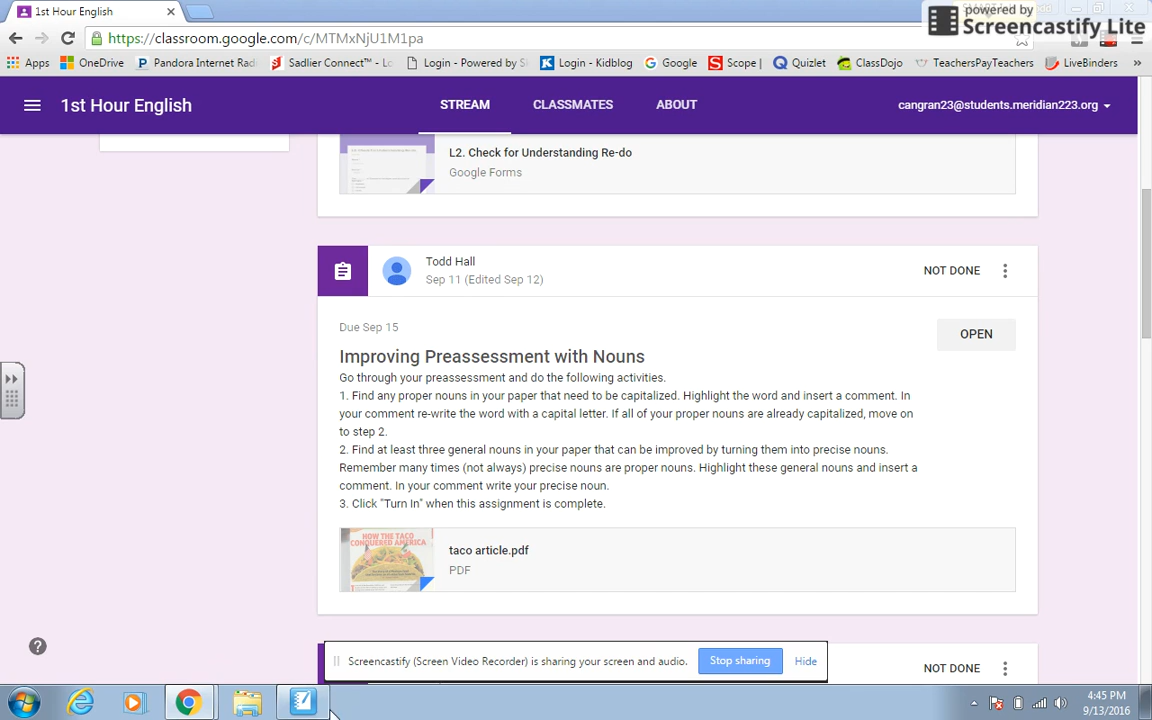 1st Hour English
powered by
Screencastify Lite
https://classroom.google.com/c/MTMxNjU1M1pa
Apps OneDrive Pandora Internet Rad Sadlier Connect™ - Lo Login - Powered by Login - Kidblog Google Scope | Quizlet ClassDojo TeachersPayTeachers LiveBinders »
1st Hour English STREAM CLASSMATES ABOUT cangran23@students.meridian223.org
L2. Check for Understanding Re-do
Google Forms
Todd Hall
Sep 11 (Edited Sep 12)
NOT DONE
Due Sep 15
OPEN
Improving Preassessment with Nouns
Go through your preassessment and do the following activities.
1. Find any proper nouns in your paper that need to be capitalized. Highlight the word and insert a comment. In
your comment re-write the word with a capital letter. If all of your proper nouns are already capitalized, move on
to step 2.
2. Find at least three general nouns in your paper that can be improved by turning them into precise nouns.
Remember many times (not always) precise nouns are proper nouns. Highlight these general nouns and insert a
comment. In your comment write your precise noun.
3. Click "Turn In" when this assignment is complete.
HOW THE TACO
CONQUERED AMERICA
taco article.pdf
PDF
Screencastify (Screen Video Recorder) is sharing your screen and audio. Stop sharing Hide
NOT DONE
?
4:45 PM
9/13/2016